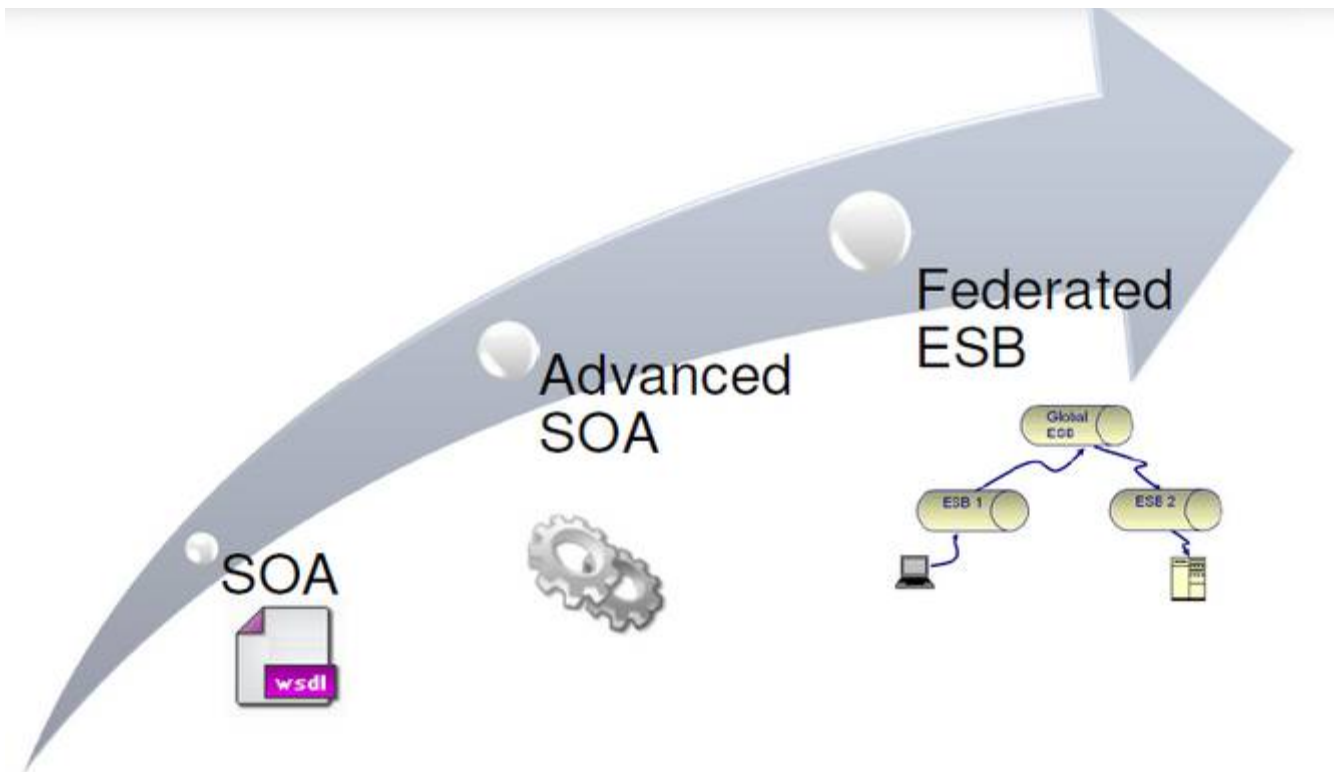 Federated
ESB
Advanced
SOA
Global
ESB
ESB 1
ESB 2
SOA
wsdl